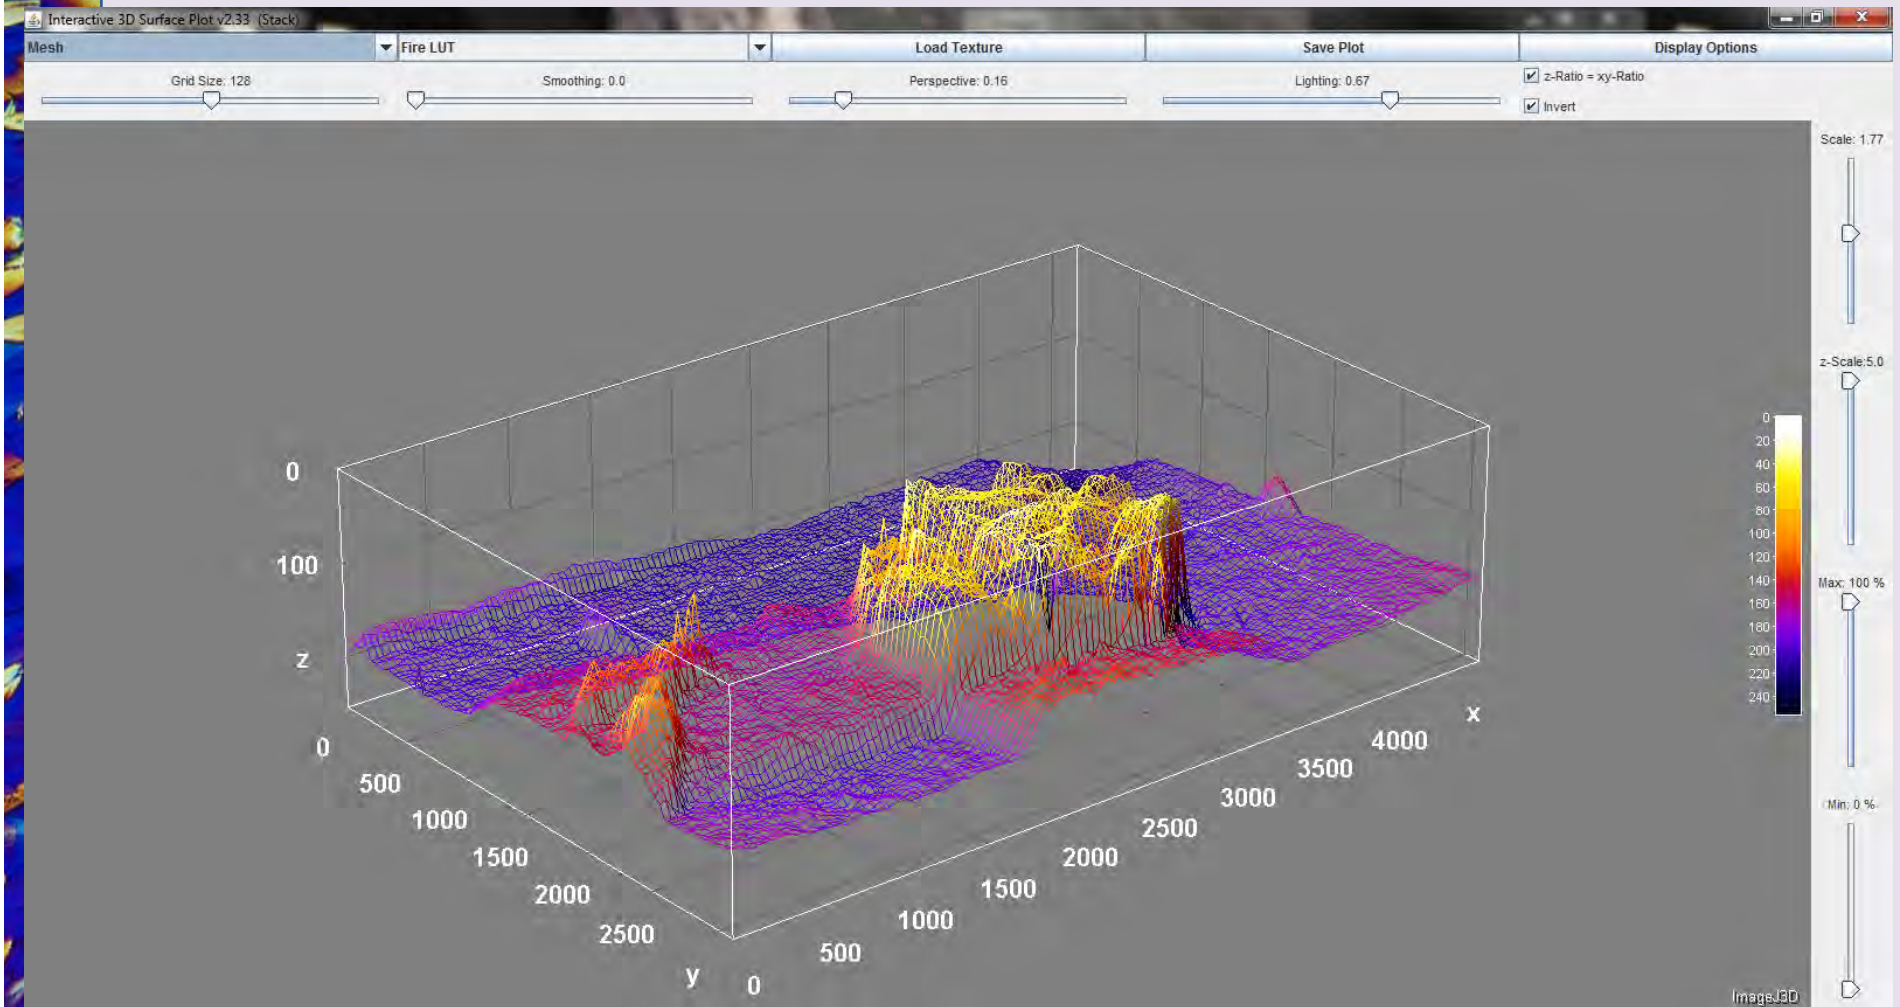 Interactive 3D Surface Plot v2.33 (Stack)
Mesh
Fire LUT
Load Texture
Save Plot
Display Options
Grid Size: 128
Smoothing: 0.0
Perspective: 0.16
Lighting: 0.67
z-Ratio = xy-Ratio
Invert
Scale: 1.77
z-Scale:5.0
Max: 100 %
Min: 0 %
0
100
z
0
500
1000
1500
2000
2500
y
0
500
1000
1500
2000
2500
3000
3500
4000
x
0
20
40
60
80
100
120
140
160
180
200
220
240
ImageJ3D